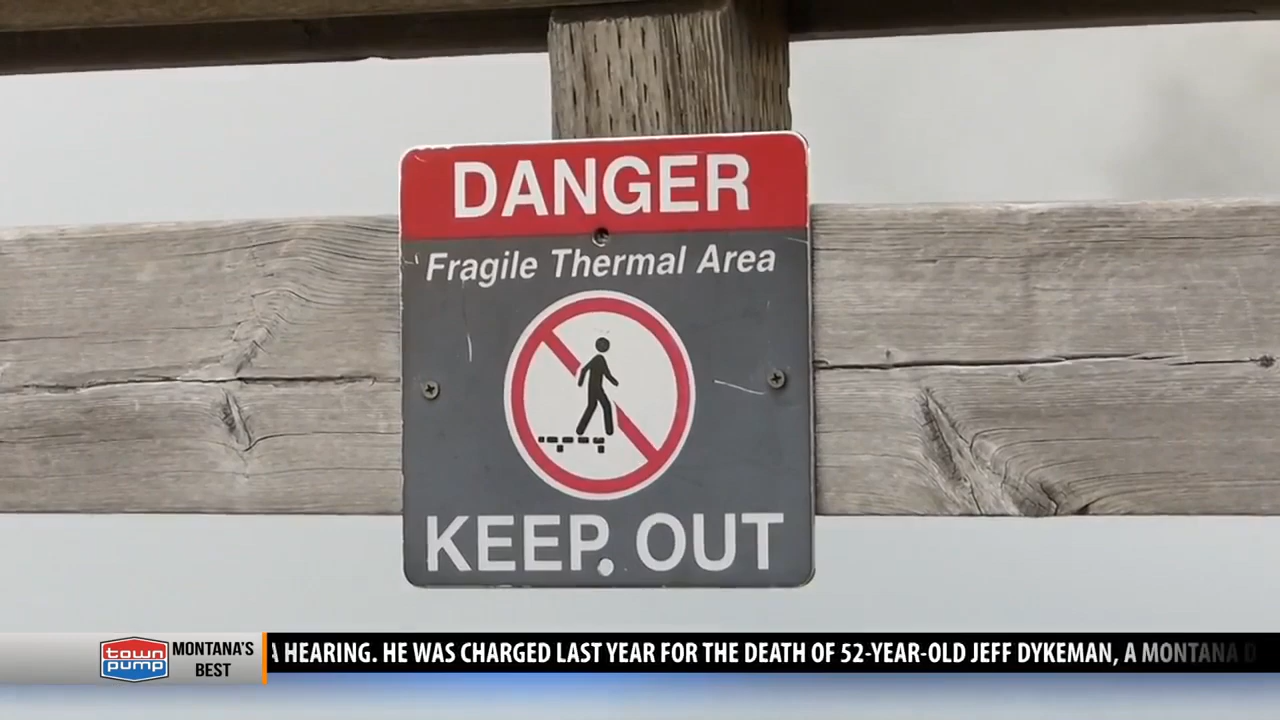 DANGER
Fragile Thermal Area
KEEP OUT
town
pump
MONTANA'S
BEST
A HEARING. HE WAS CHARGED LAST YEAR FOR THE DEATH OF 52-YEAR-OLD JEFF DYKEMAN, A MONTANA D